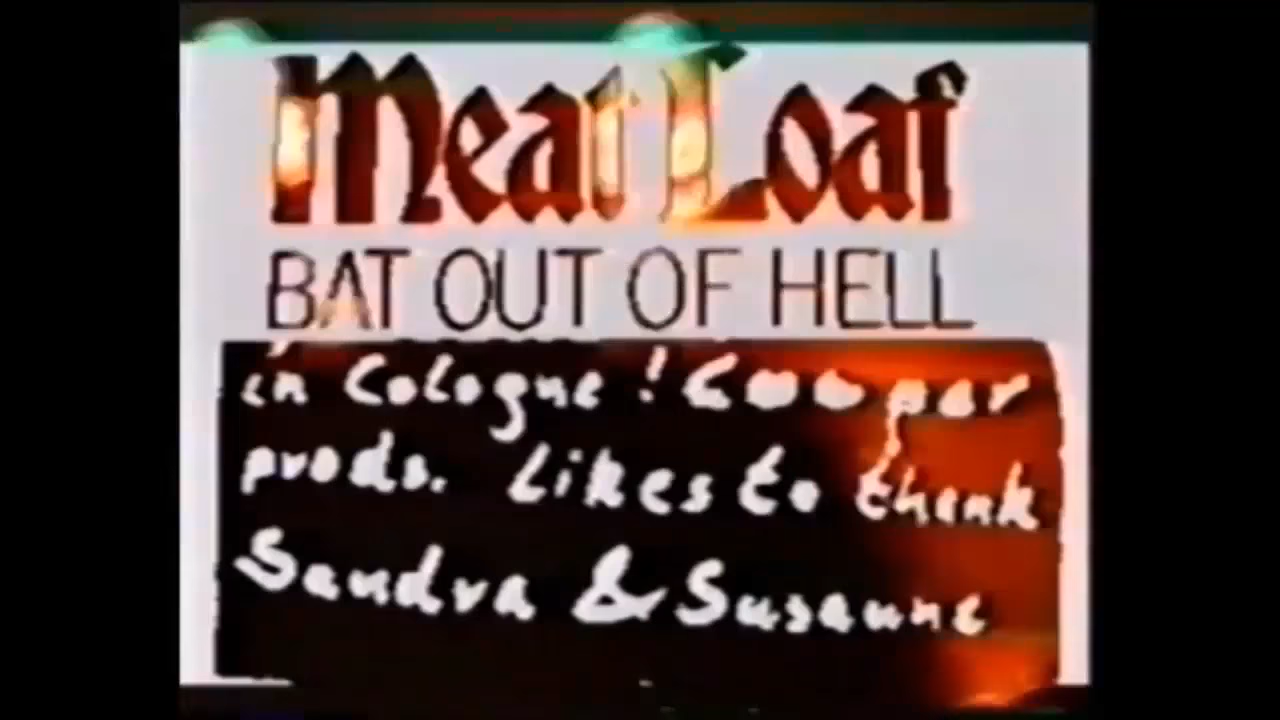 Meat Loaf
BAT OUT OF HELL
in Cologne! Cooper
prods. likes to thank
Sandra & Susanne